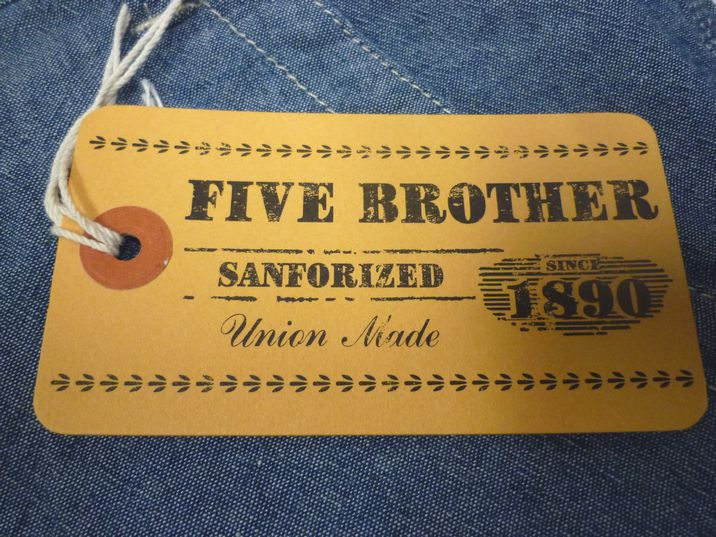 FIVE BROTHER
SANFORIZED
Union Made
SINCE
1890